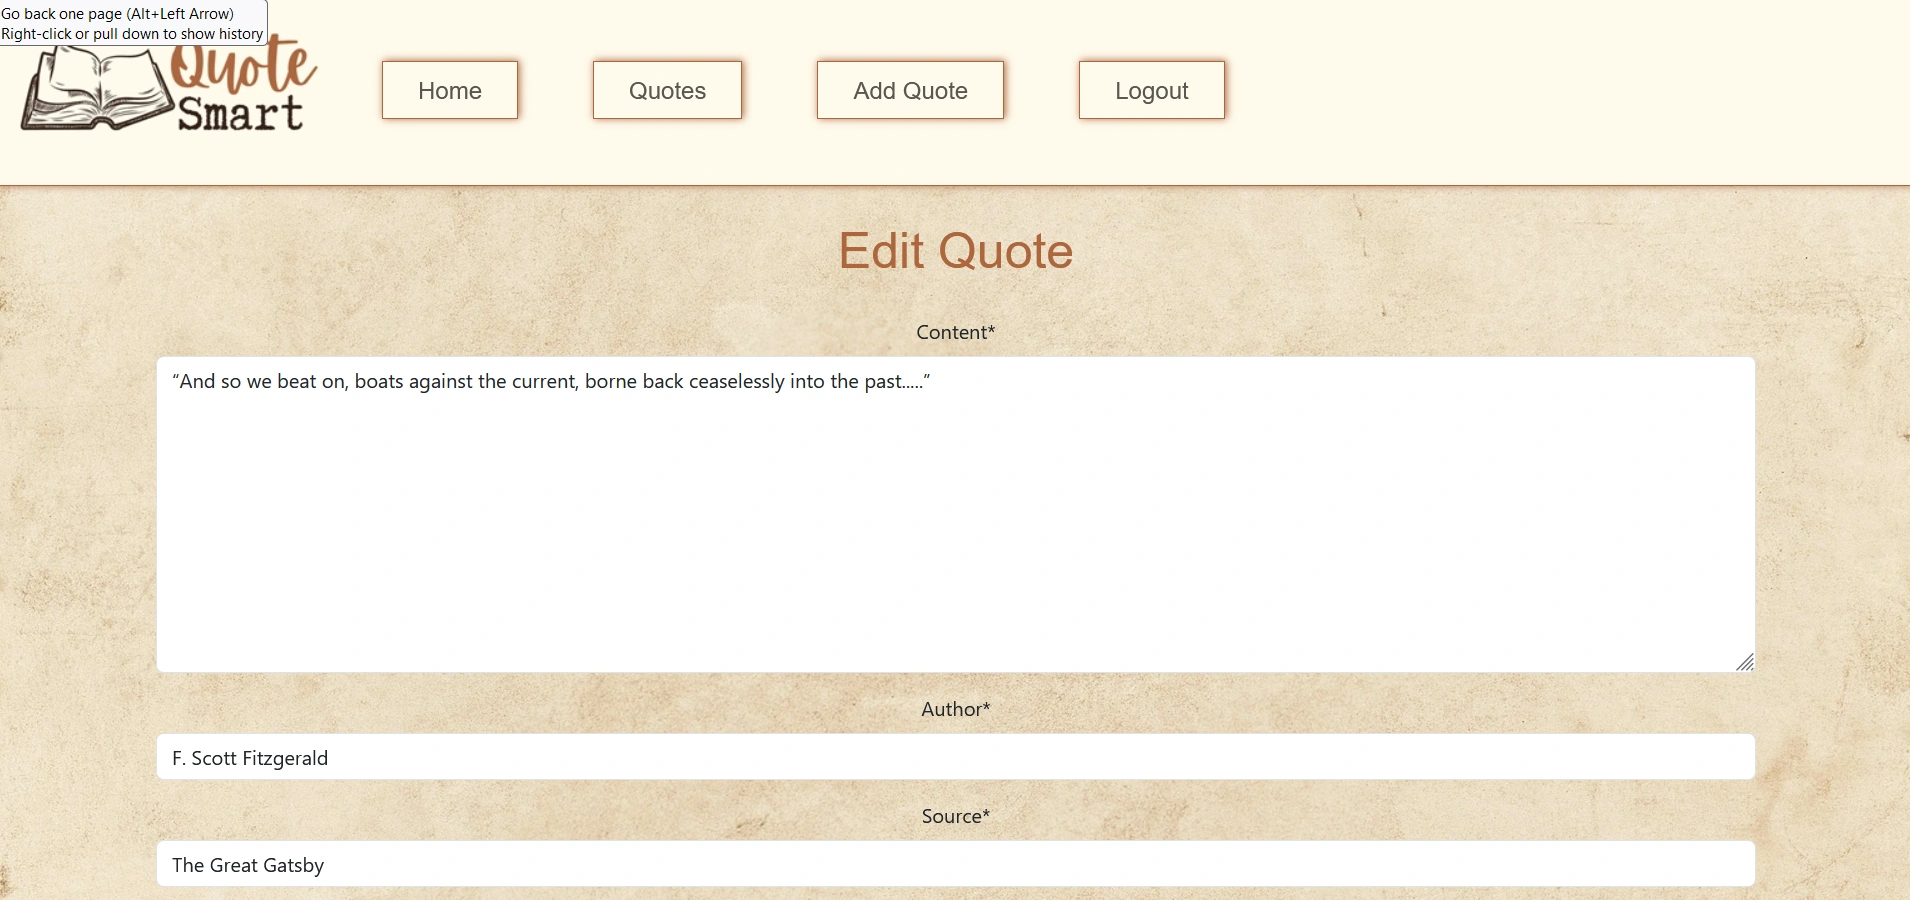 Go back one page (Alt+Left Arrow)
Right-click or pull down to show history
Quote
Smart
Home
Quotes
Add Quote
Logout
Edit Quote
Content*
“And so we beat on, boats against the current, borne back ceaselessly into the past.....”
Author*
F. Scott Fitzgerald
Source*
The Great Gatsby